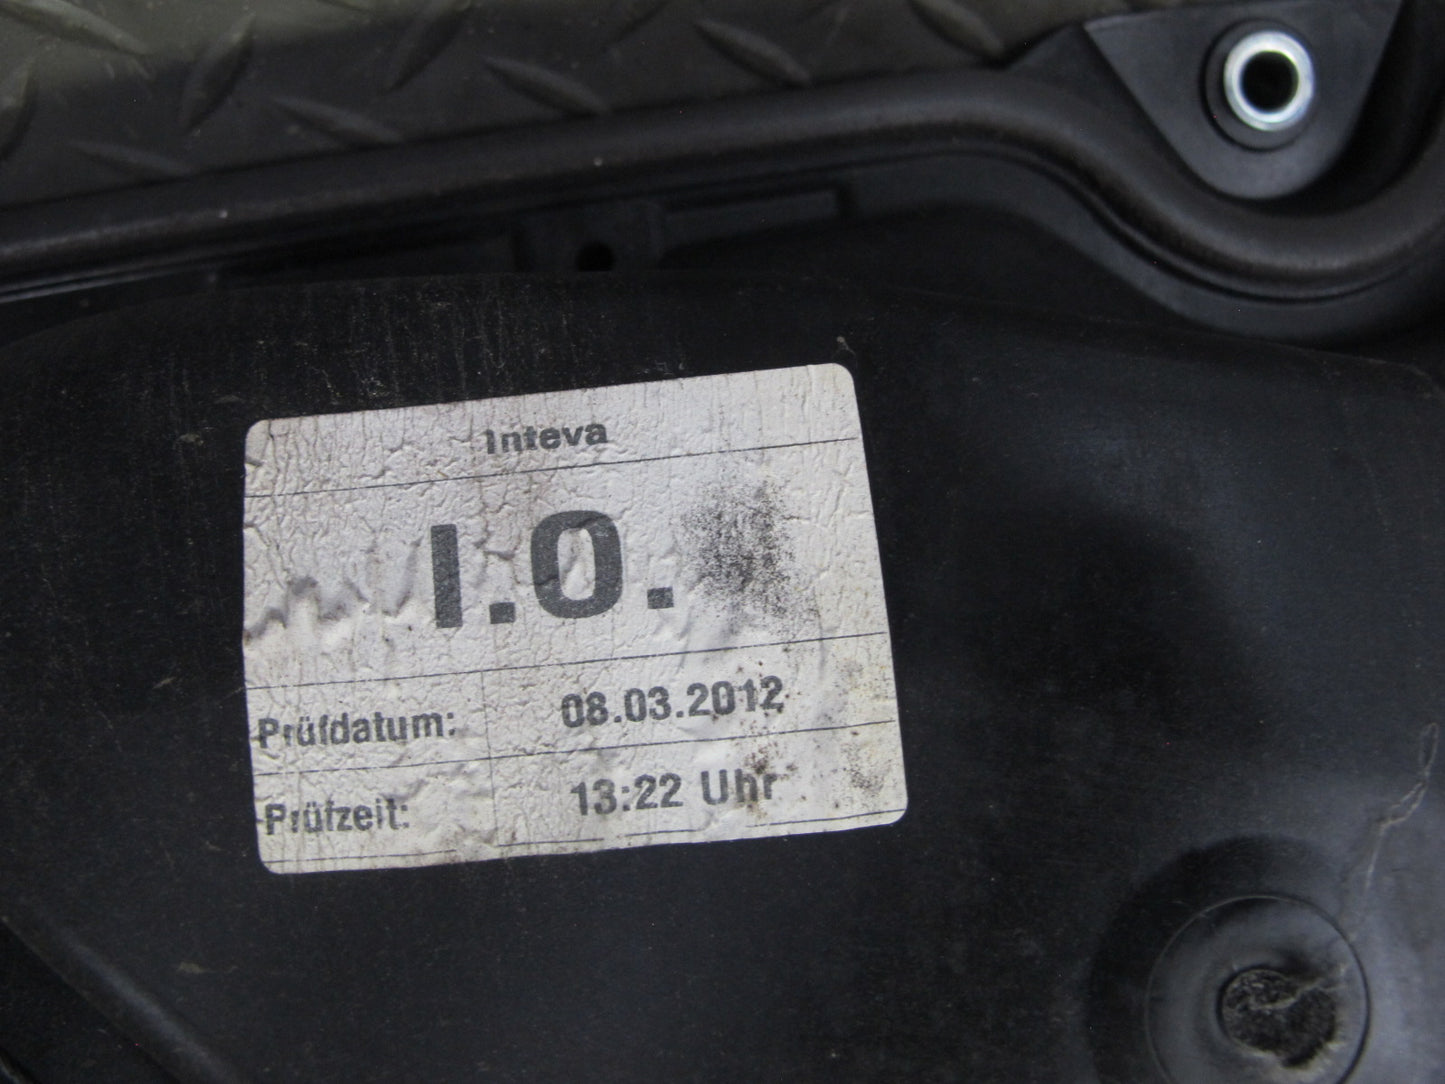 Inteva
I.O.
Prüfdatum: 08.03.2012
Prüfzeit: 13:22 Uhr